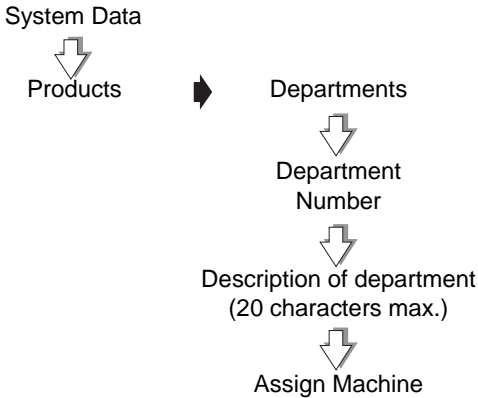 System Data
Products
Departments
Department
Number
Description of department
(20 characters max.)
Assign Machine